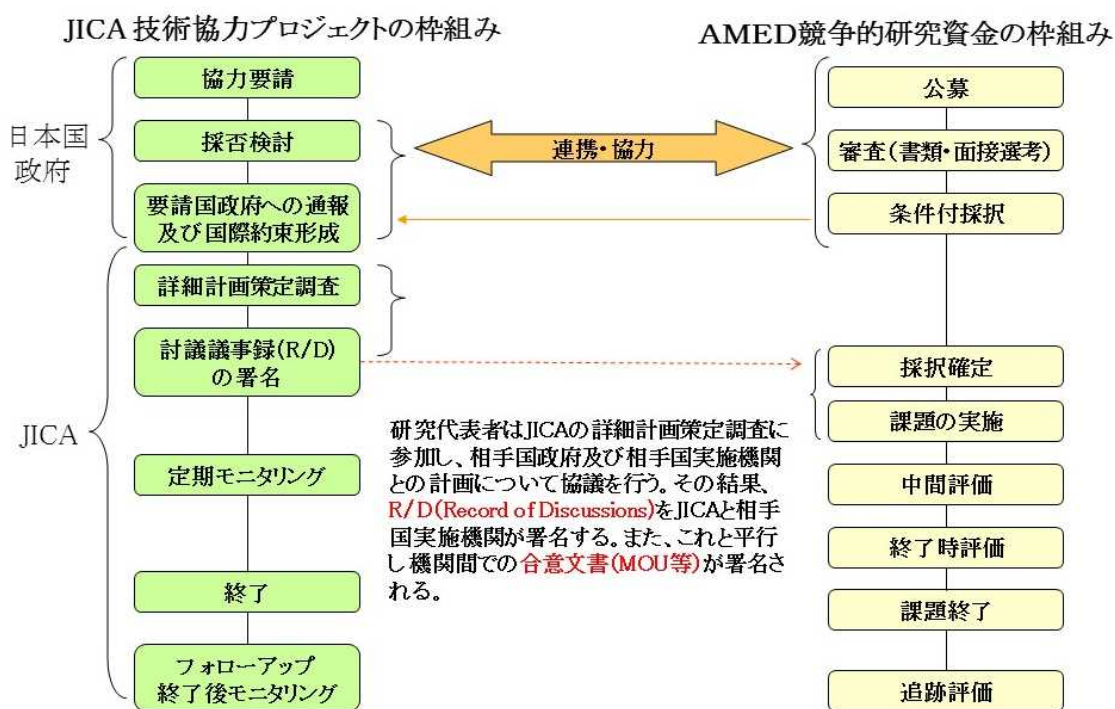 JICA 技術協力プロジェクトの枠組み
日本国
政府
JICA
協力要請
採否検討
要請国政府への通報
及び国際約束形成
詳細計画策定調査
討議議事録(R/D)
の署名
定期モニタリング
終了
フォローアップ
終了後モニタリング
連携・協力
研究代表者はJICAの詳細計画策定調査に
参加し、相手国政府及び相手国実施機関
との計画について協議を行う。その結果、
R/D(Record of Discussions)をJICAと相手
国実施機関が署名する。また、これと平行
し機関間での合意文書(MOU等)が署名さ
れる。
AMED競争的研究資金の枠組み
公募
審査(書類・面接選考)
条件付採択
採択確定
課題の実施
中間評価
終了時評価
課題終了
追跡評価